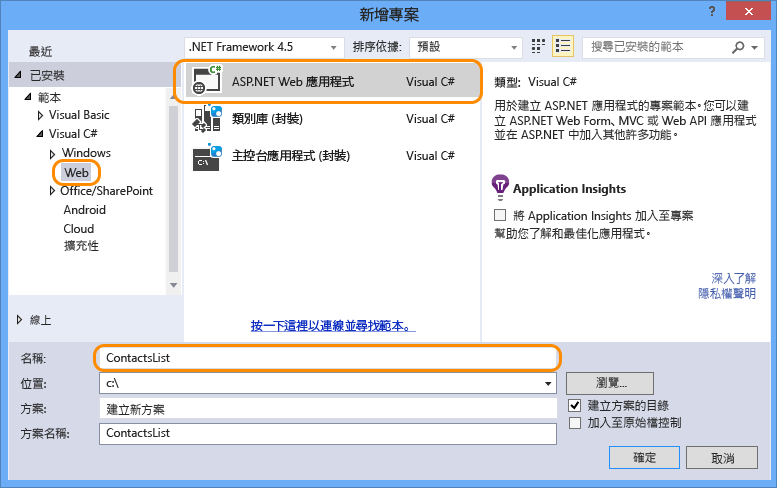 新增專案
?
最近
.NET Framework 4.5
排序依據:
預設
搜尋已安裝的範本
已安裝
範本
Visual Basic
Visual C#
Windows
Web
Office/SharePoint
Android
Cloud
擴充性
線上
C#
ASP.NET Web 應用程式
Visual C#
類別庫 (封裝)
Visual C#
C:\
主控台應用程式 (封裝)
Visual C#
按一下這裡以連線並尋找範本。
類型: Visual C#
用於建立 ASP.NET 應用程式的專案範本。您可以建
立 ASP.NET Web Form、MVC 或 Web API 應用程式
並在 ASP.NET 中加入其他許多功能。
Application Insights
將 Application Insights 加入至專案
幫助您了解和最佳化應用程式。
深入了解
隱私權聲明
名稱:
ContactsList
位置:
c:\
瀏覽...
方案:
建立新方案
建立方案的目錄
加入至原始檔控制
方案名稱:
ContactsList
確定
取消